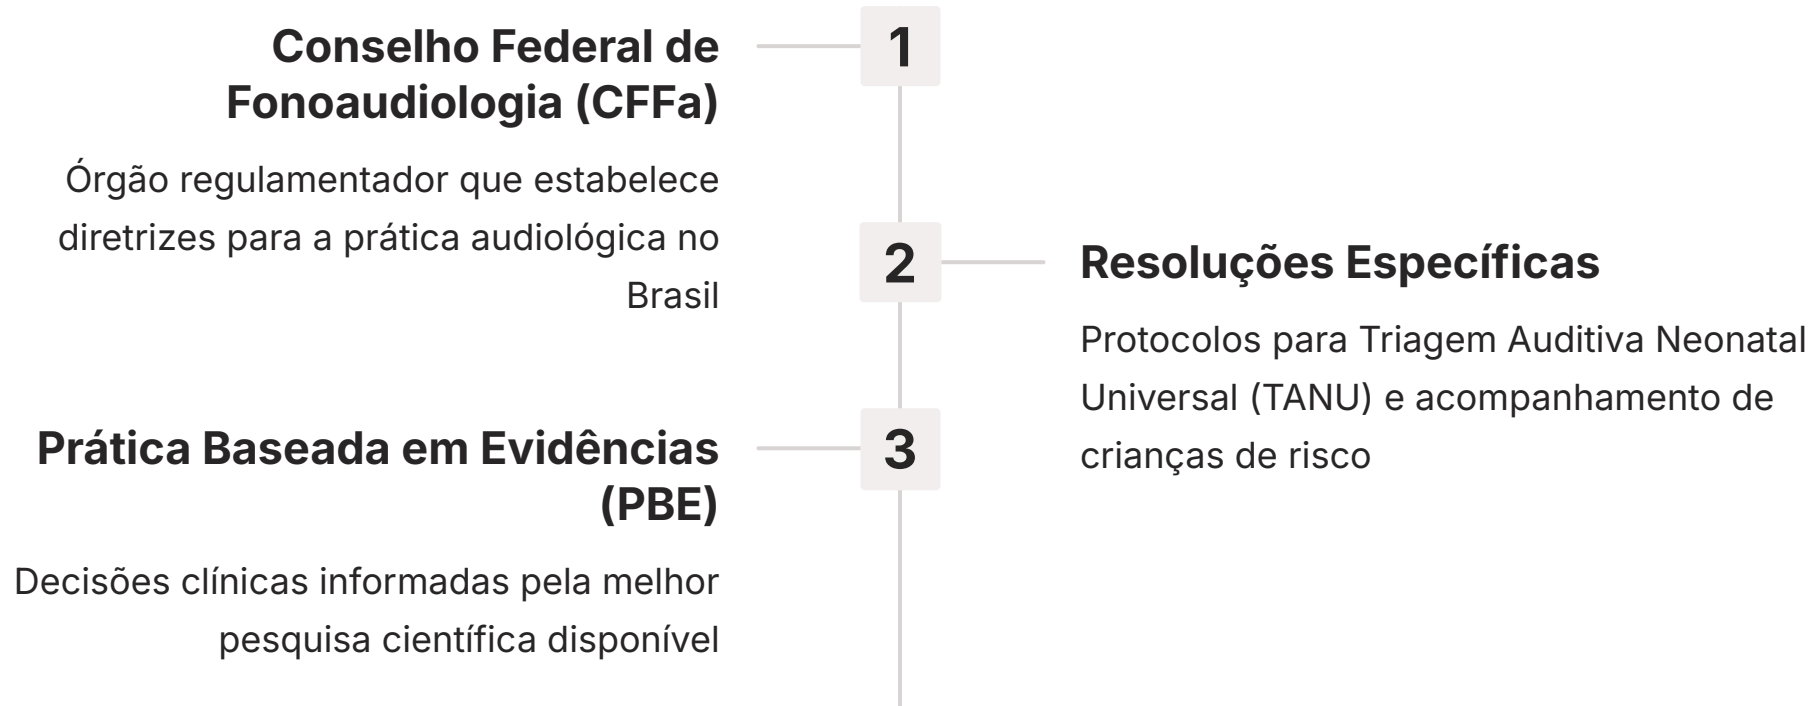 1
Conselho Federal de
Fonoaudiologia (CFFa)
Órgão regulamentador que estabelece
diretrizes para a prática audiológica no
Brasil
2
Resoluções Específicas
Protocolos para Triagem Auditiva Neonatal
Universal (TANU) e acompanhamento de
crianças de risco
3
Prática Baseada em Evidências
(PBE)
Decisões clínicas informadas pela melhor
pesquisa científica disponível